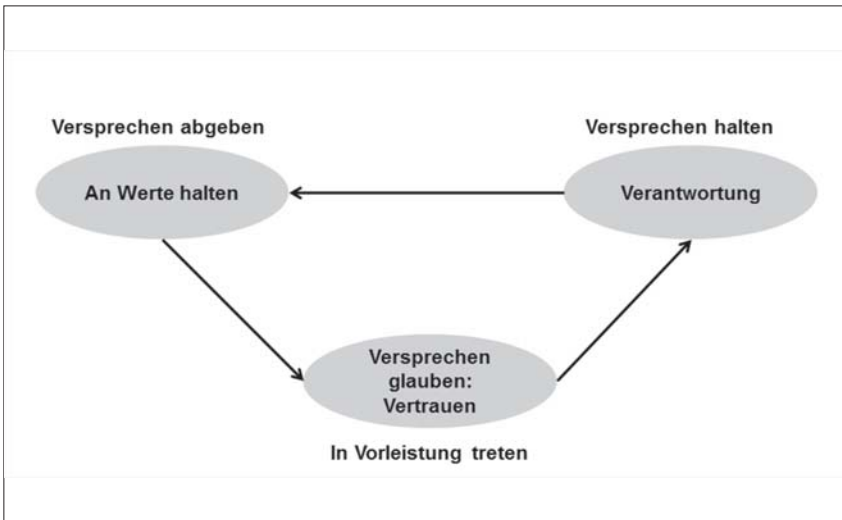 Versprechen abgeben
An Werte halten
Versprechen halten
Verantwortung
Versprechen
glauben:
Vertrauen
In Vorleistung treten